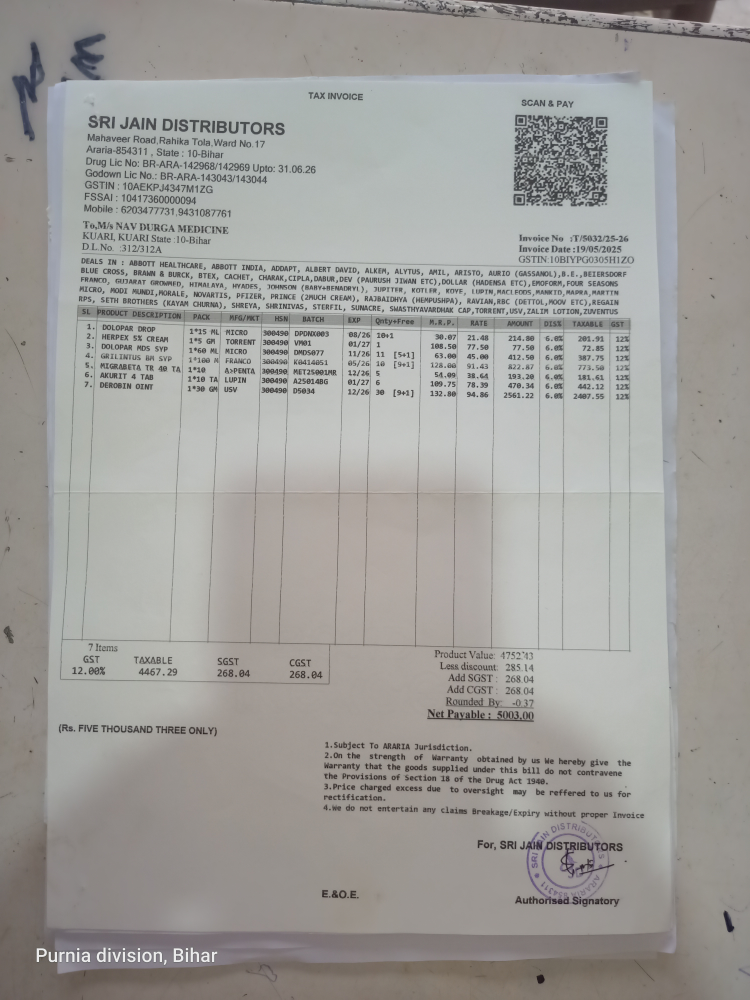 TAX INVOICE
SCAN & PAY
SRI JAIN DISTRIBUTORS
Mahaveer Road,Rahika Tola,Ward No.17
Araria-854311 , State : 10-Bihar
Drug Lic No: BR-ARA-142968/142969 Upto: 31.06.26
Godown Lic No.: BR-ARA-143043/143044
GSTIN : 10AEKPJ4347M1ZG
FSSAI : 10417360000094
Mobile : 6203477731,9431087761
To,M/s NAV DURGA MEDICINE
KUARI, KUARI State :10-Bihar
D.L.No. :312/312A
Invoice No :T/5032/25-26
Invoice Date :19/05/2025
GSTIN:10BIYPG0305H1ZO
DEALS IN : ABBOTT HEALTHCARE, ABBOTT INDIA, ADDAPT, ALBERT DAVID, ALKEM, ALYTUS, AMIL, ARISTO, AURIO (GASSANOL),B.E.,BEIERSDORF
BLUE CROSS, BRAWN & BURCK, BTEX, CACHET, CHARAK,CIPLA,DABUR,DEV (PAURUSH JIWAN ETC),DOLLAR (HADENSA ETC),EMOFORM,FOUR SEASONS
FRANCO, GUJARAT GROWMED, HIMALAYA, HYADES, JOHNSON (BABY+BENADRYL), JUPITER, KOTLER, KOYE, LUPIN,MACLEODS,MANKIND,MAPRA,MARTIN
MICRO, MODI MUNDI,MORALE, NOVARTIS, PFIZER, PRINCE (2MUCH CREAM), RAJBAIDHYA (HEMPUSHPA), RAVIAN,RBC (DETTOL,MOOV ETC),REGAIN
RPS, SETH BROTHERS (KAYAM CHURNA), SHREYA, SHRINIVAS, STERFIL, SUNACRE, SWASTHYAVARDHAK CAP,TORRENT,USV,ZALIM LOTION,ZUVENTUS
SL PRODUCT DESCRIPTION PACK MFG/MKT HSN BATCH EXP Qnty+Free M.R.P. RATE AMOUNT DIS% TAXABLE GST
1. DOLOPAR DROP 1*15 ML MICRO 300490 DPDNX003 08/26 10+1 30.07 21.48 214.80 6.0% 201.91 12%
2. HERPEX 5% CREAM 1*5 GM TORRENT 300490 VM01 01/27 1 108.50 77.50 77.50 6.0% 72.85 12%
3. DOLOPAR MDS SYP 1*60 ML MICRO 300490 DMDS077 11/26 11 [5+1] 63.00 45.00 412.50 6.0% 387.75 12%
4. GRILINTUS BM SYP 1*100 M FRANCO 300490 K0414051 05/26 10 [9+1] 128.00 91.43 822.87 6.0% 773.50 12%
5. MIGRABETA TR 40 TA 1*10 A>PENTA 300490 MET25001MR 12/26 5 54.09 38.64 193.20 6.0% 181.61 12%
6. AKURIT 4 TAB 1*10 TA LUPIN 300490 A25014BG 01/27 6 109.75 78.39 470.34 6.0% 442.12 12%
7. DEROBIN OINT 1*30 GM USV 300490 D5034 12/26 30 [9+1] 132.80 94.86 2561.22 6.0% 2407.55 12%
7 Items
GST TAXABLE SGST CGST
12.00% 4467.29 268.04 268.04
Product Value: 4752.43
Less discount: 285.14
Add SGST : 268.04
Add CGST : 268.04
Rounded By: -0.37
Net Payable : 5003.00
(Rs. FIVE THOUSAND THREE ONLY)
1.Subject To ARARIA Jurisdiction.
2.On the strength of Warranty obtained by us We hereby give the
Warranty that the goods supplied under this bill do not contravene
the Provisions of Section 18 of the Drug Act 1940.
3.Price charged excess due to oversight may be reffered to us for
rectification.
4.We do not entertain any claims Breakage/Expiry without proper Invoice
For, SRI JAIN DISTRIBUTORS
SRI JAIN DISTRIBUTORS
ARARIA 854311
E.&O.E.
Authorised Signatory
Purnia division, Bihar